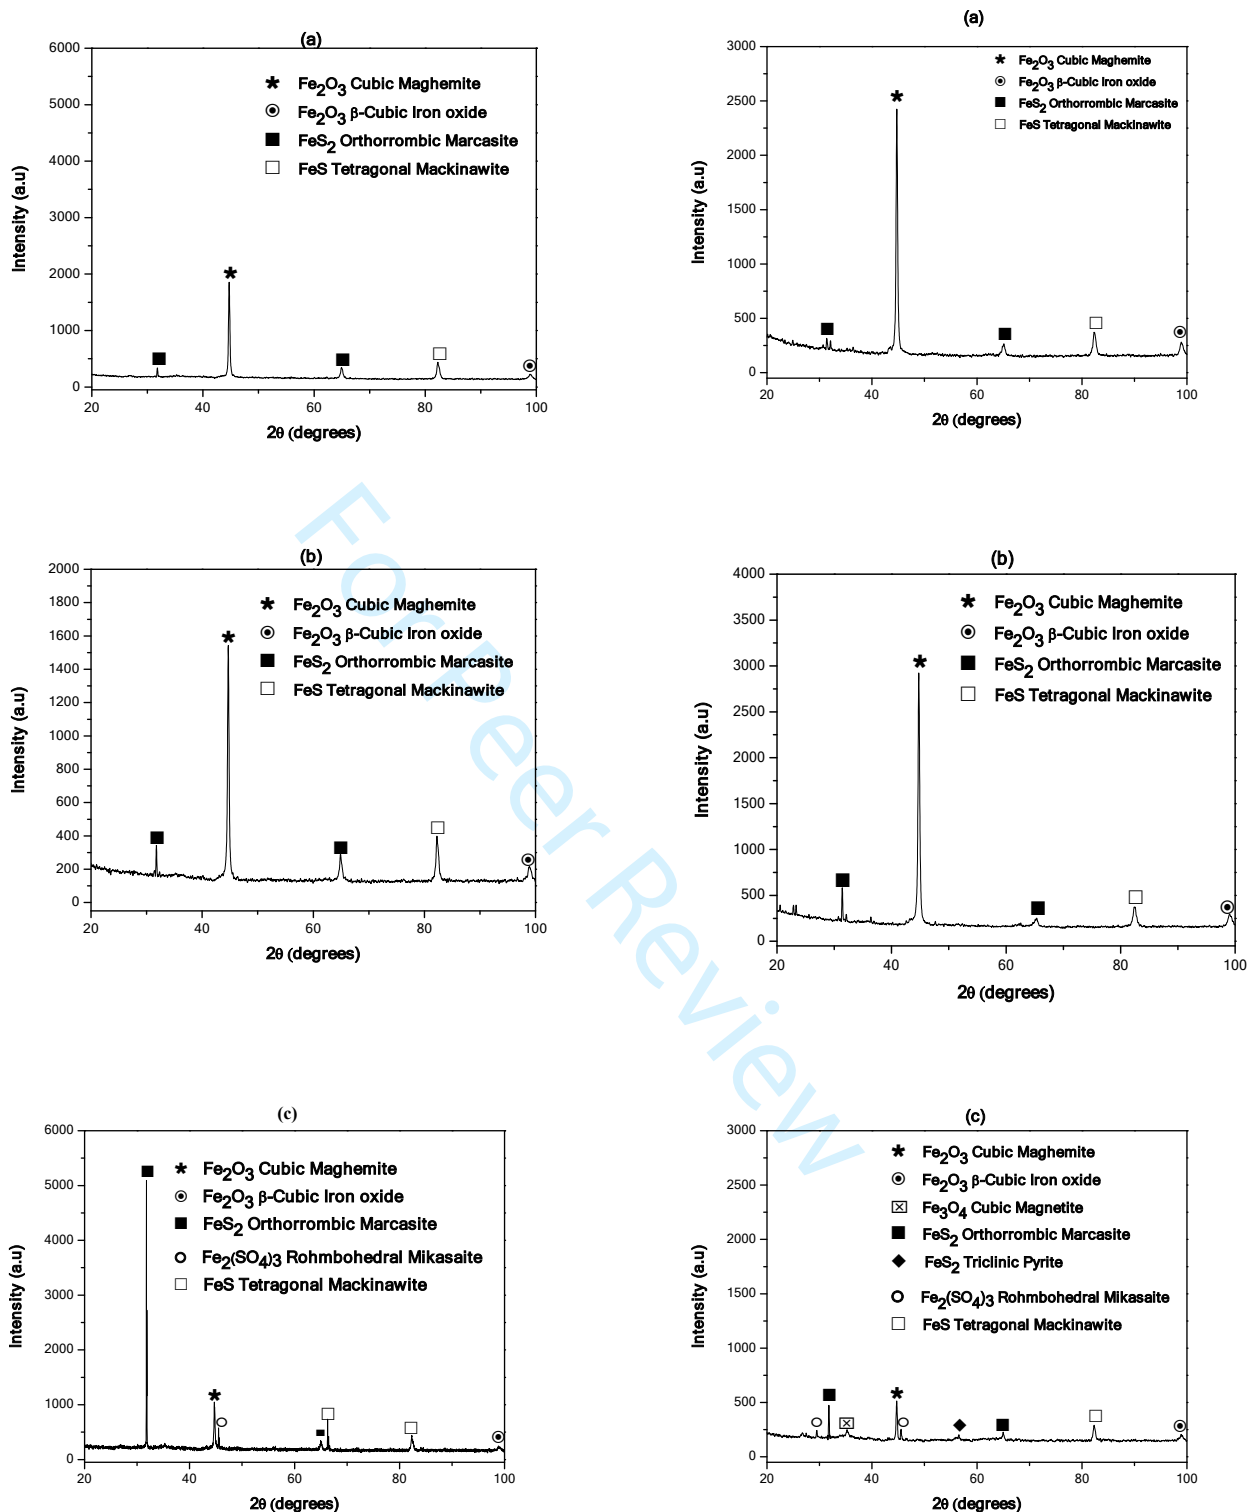 (a)
6000
5000
4000
3000
2000
1000
0
Intensity (a.u)
Fe2O3 Cubic Maghemite
Fe2O3 β-Cubic Iron oxide
FeS2 Orthorrombic Marcasite
FeS Tetragonal Mackinawite
20 40 60 80 100
2θ (degrees)
(a)
3000
2500
2000
1500
1000
500
0
Intensity (a.u)
Fe2O3 Cubic Maghemite
Fe2O3 β-Cubic Iron oxide
FeS2 Orthorrombic Marcasite
FeS Tetragonal Mackinawite
20 40 60 80 100
2θ (degrees)
(b)
2000
1800
1600
1400
1200
1000
800
600
400
200
0
Intensity (a.u)
Fe2O3 Cubic Maghemite
Fe2O3 β-Cubic Iron oxide
FeS2 Orthorrombic Marcasite
FeS Tetragonal Mackinawite
20 40 60 80 100
2θ (degrees)
(b)
4000
3500
3000
2500
2000
1500
1000
500
0
Intensity (a.u)
Fe2O3 Cubic Maghemite
Fe2O3 β-Cubic Iron oxide
FeS2 Orthorrombic Marcasite
FeS Tetragonal Mackinawite
20 40 60 80 100
2θ (degrees)
For Peer Review
(c)
6000
5000
4000
3000
2000
1000
0
Intensity (a.u)
Fe2O3 Cubic Maghemite
Fe2O3 β-Cubic Iron oxide
FeS2 Orthorrombic Marcasite
Fe2(SO4)3 Rohmbohedral Mikasaite
FeS Tetragonal Mackinawite
20 40 60 80 100
2θ (degrees)
(c)
3000
2500
2000
1500
1000
500
0
Intensity (a.u)
Fe2O3 Cubic Maghemite
Fe2O3 β-Cubic Iron oxide
Fe3O4 Cubic Magnetite
FeS2 Orthorrombic Marcasite
FeS2 Triclinic Pyrite
Fe2(SO4)3 Rohmbohedral Mikasaite
FeS Tetragonal Mackinawite
20 40 60 80 100
2θ (degrees)